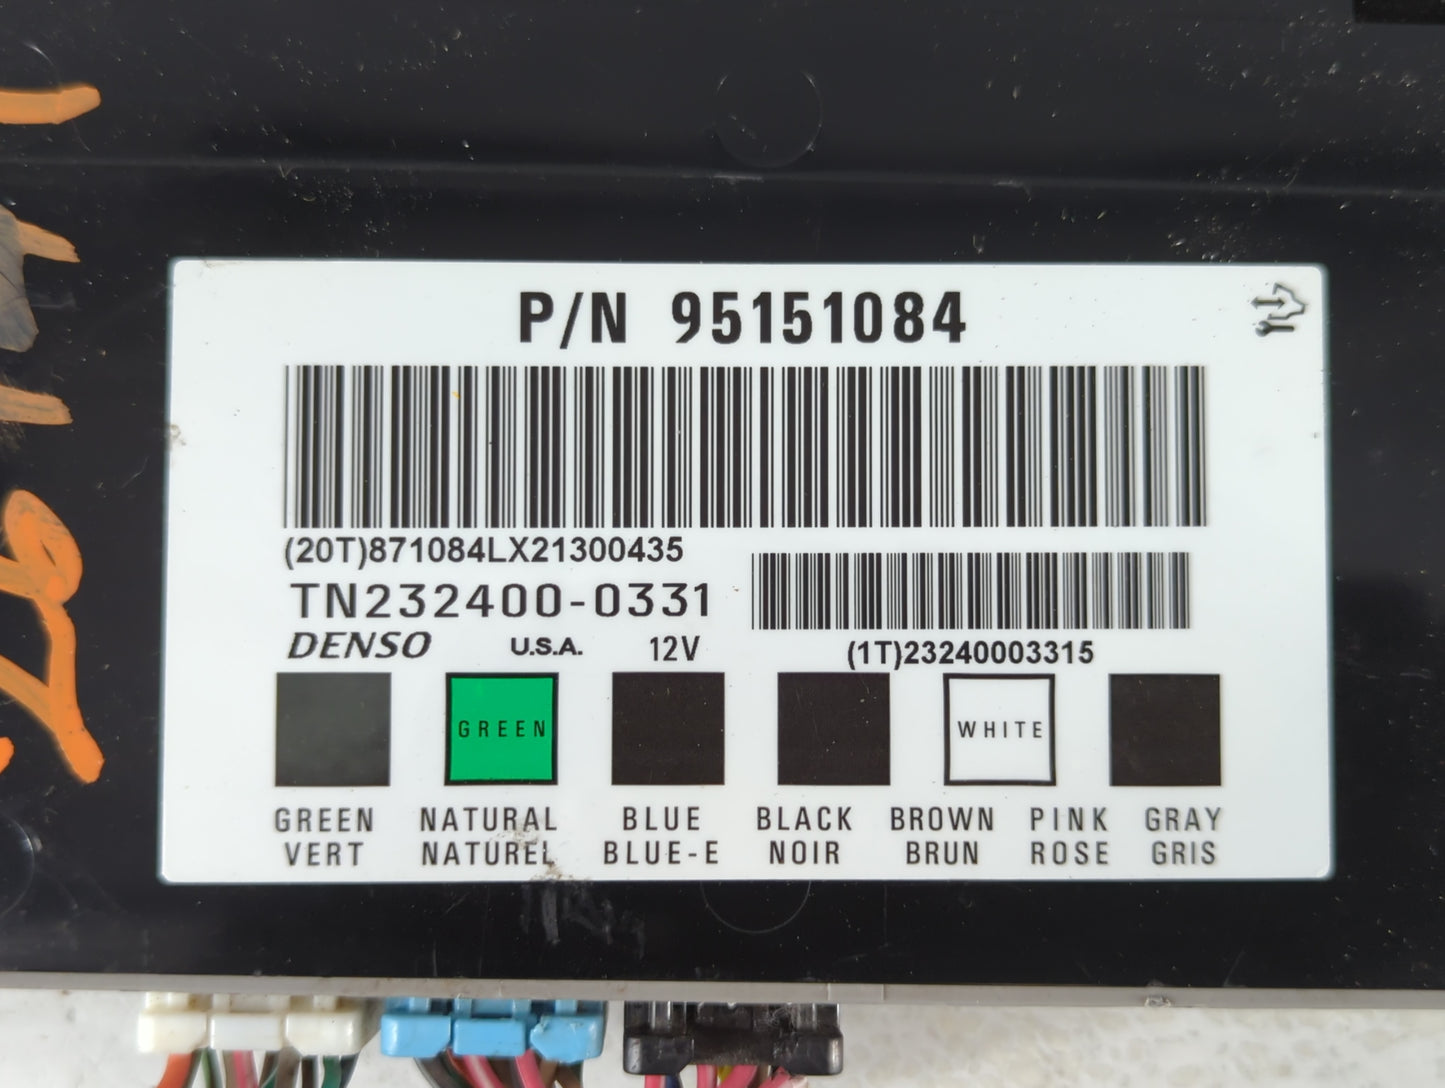 P/N 95151084
(20T)871084LX21300435
TN232400-0331
DENSO U.S.A. 12V
(1T)23240003315
GREEN WHITE
GREEN NATURAL BLUE BLACK BROWN PINK GRAY
VERT NATUREL BLUE-E NOIR BRUN ROSE GRIS